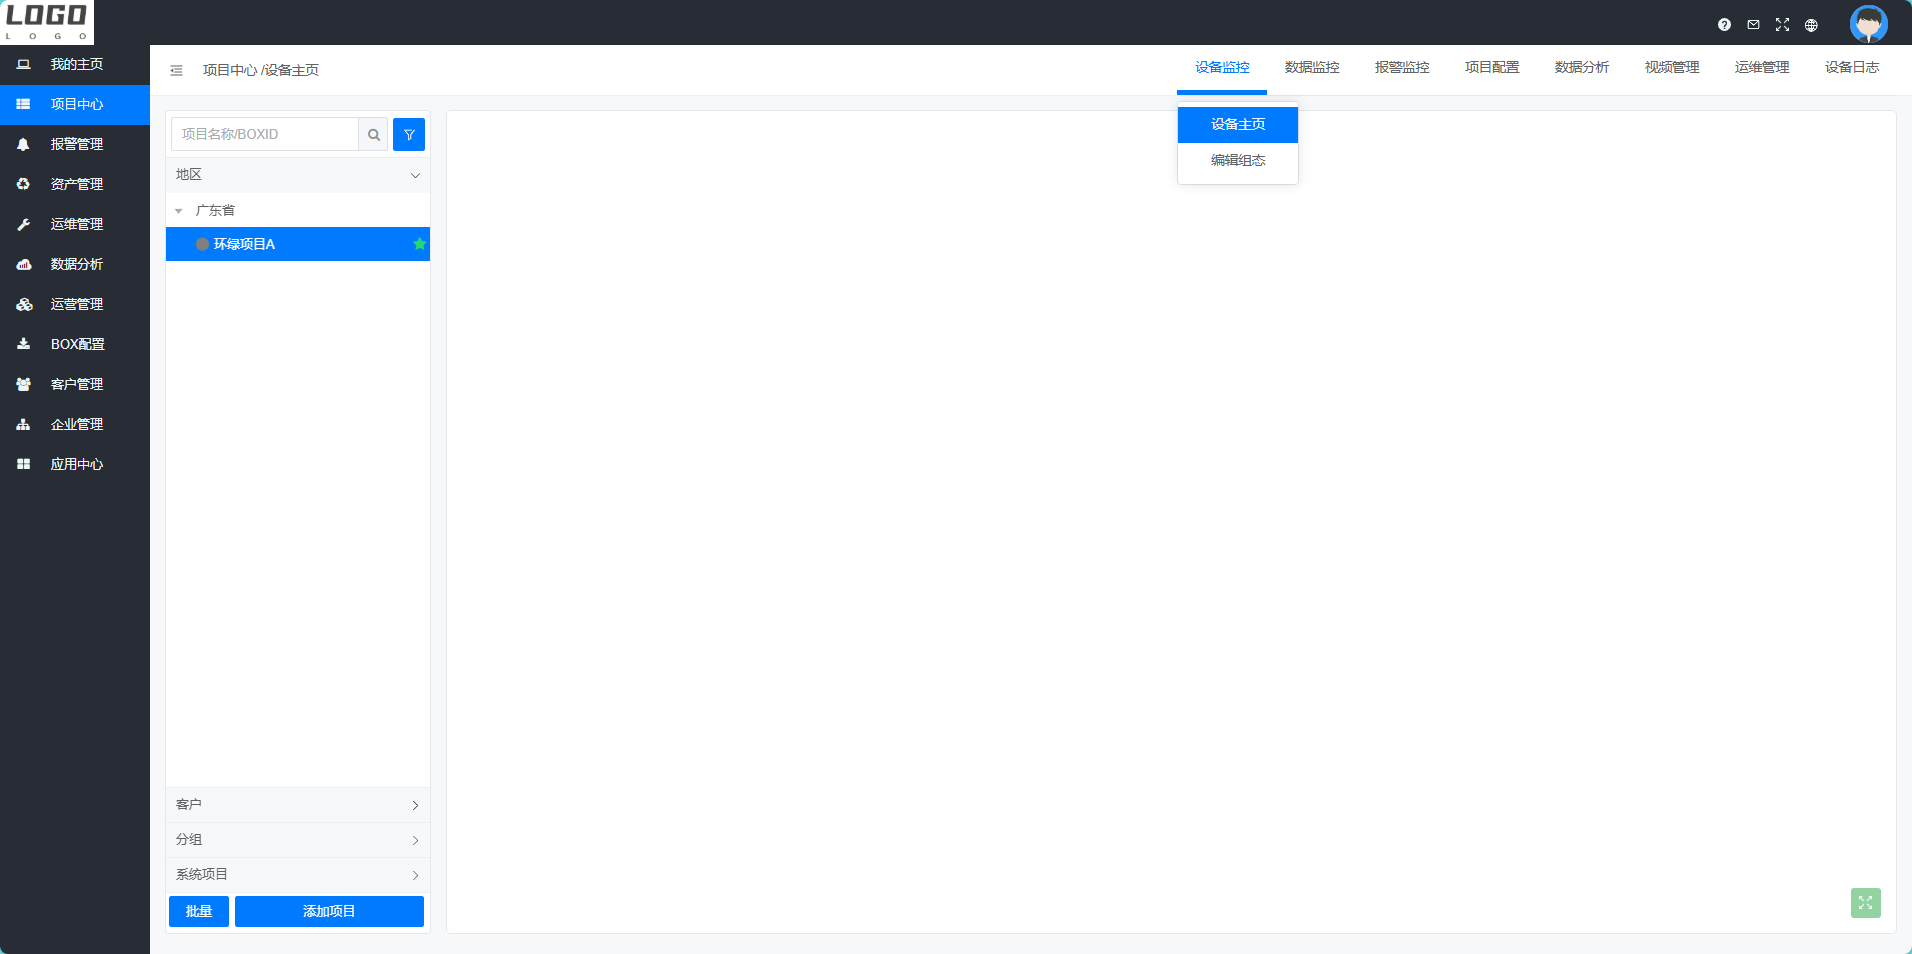 LOGO
LOGO
我的主页
项目中心
报警管理
资产管理
运维管理
数据分析
运营管理
BOX配置
客户管理
企业管理
应用中心
项目中心 /设备主页
设备监控
数据监控
报警监控
项目配置
数据分析
视频管理
运维管理
设备日志
设备主页
编辑组态
项目名称/BOXID
地区
广东省
环绿项目A
客户
分组
系统项目
批量
添加项目